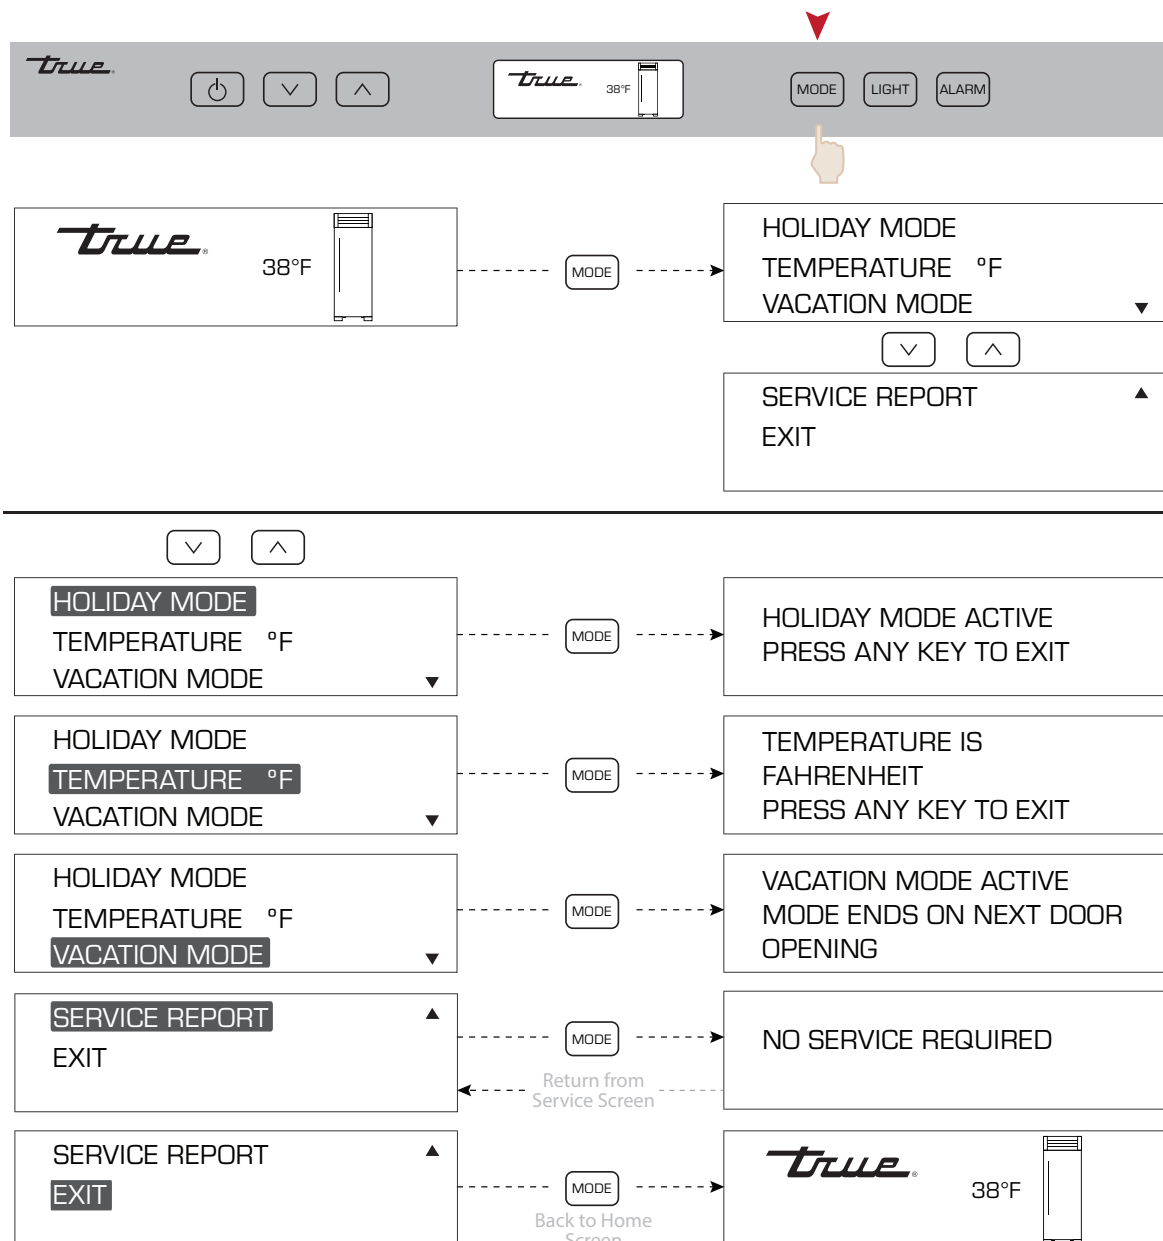 true®
38°F
MODE
LIGHT
ALARM
true®
38°F
MODE
HOLIDAY MODE
TEMPERATURE °F
VACATION MODE
SERVICE REPORT
EXIT
HOLIDAY MODE
TEMPERATURE °F
VACATION MODE
MODE
HOLIDAY MODE ACTIVE
PRESS ANY KEY TO EXIT
HOLIDAY MODE
TEMPERATURE °F
VACATION MODE
MODE
TEMPERATURE IS
FAHRENHEIT
PRESS ANY KEY TO EXIT
HOLIDAY MODE
TEMPERATURE °F
VACATION MODE
MODE
VACATION MODE ACTIVE
MODE ENDS ON NEXT DOOR
OPENING
SERVICE REPORT
EXIT
MODE
Return from
Service Screen
NO SERVICE REQUIRED
SERVICE REPORT
EXIT
MODE
Back to Home
Screen
true®
38°F